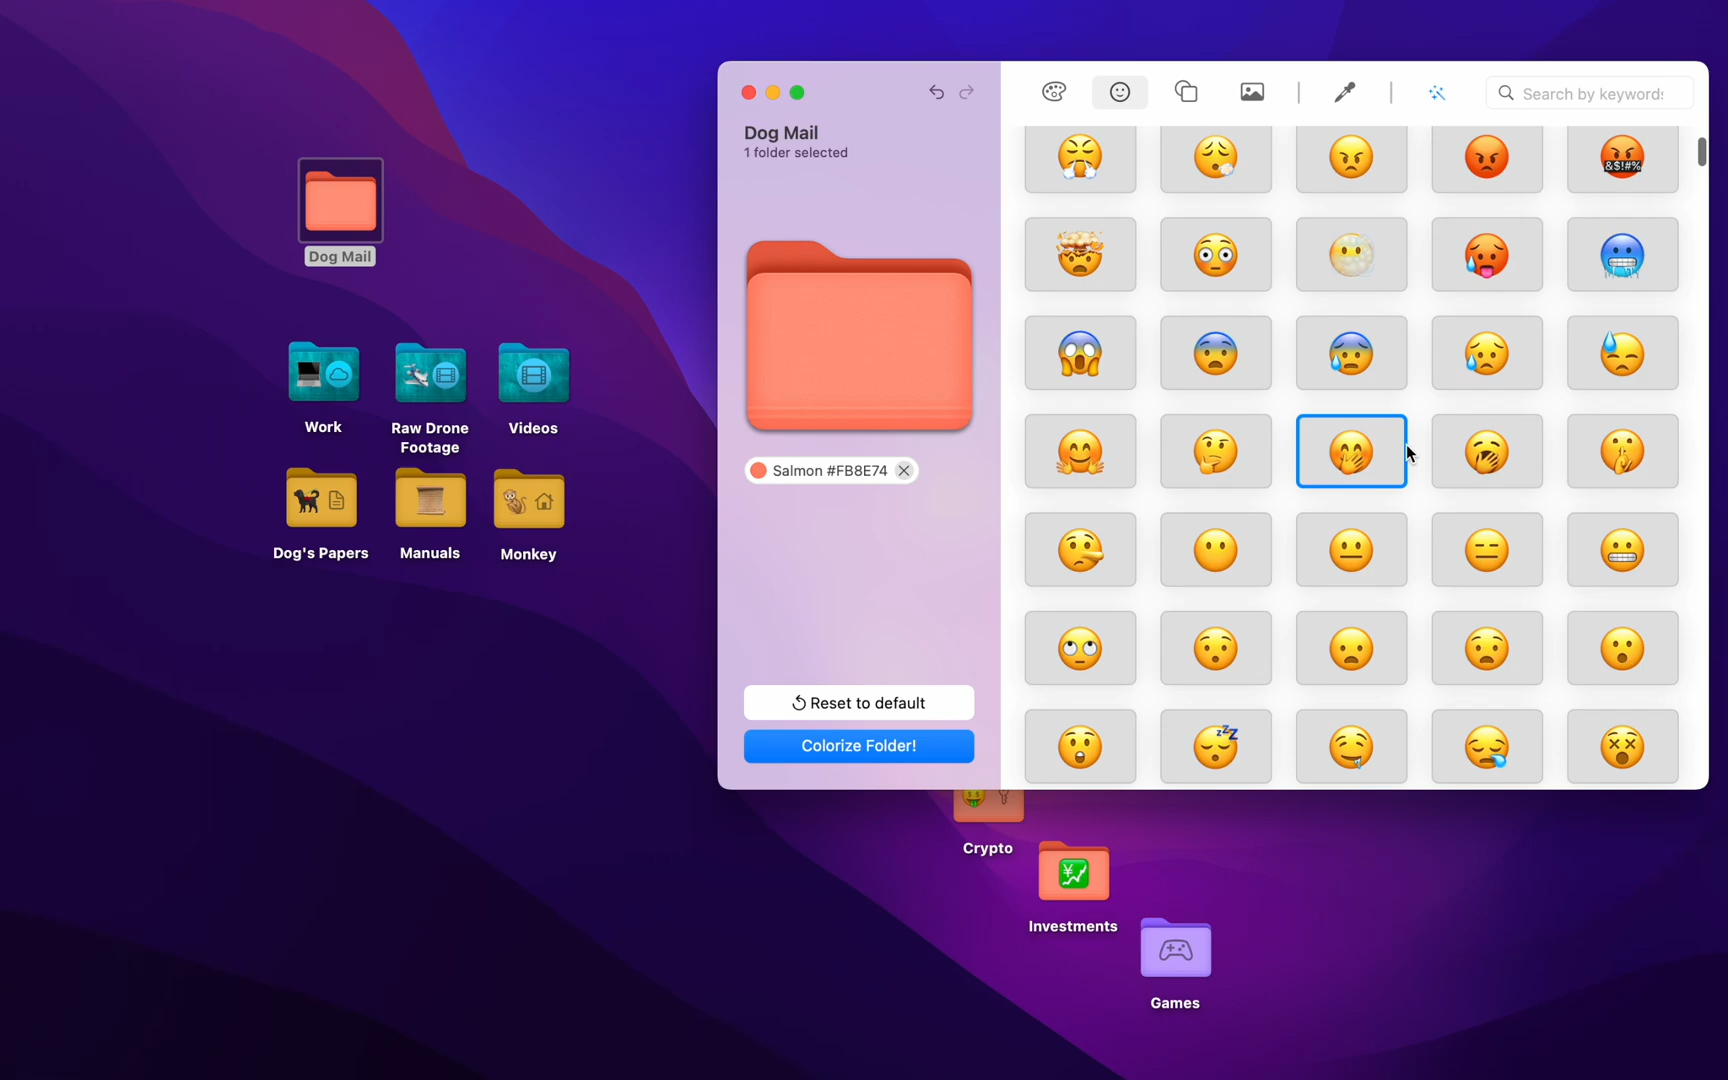 Dog Mail
1 folder selected
Search by keywords
&$!#%
Dog Mail
Work
Raw Drone
Footage
Videos
Salmon #FB8E74
Dog's Papers
Manuals
Monkey
Reset to default
Colorize Folder!
Crypto
Investments
Games